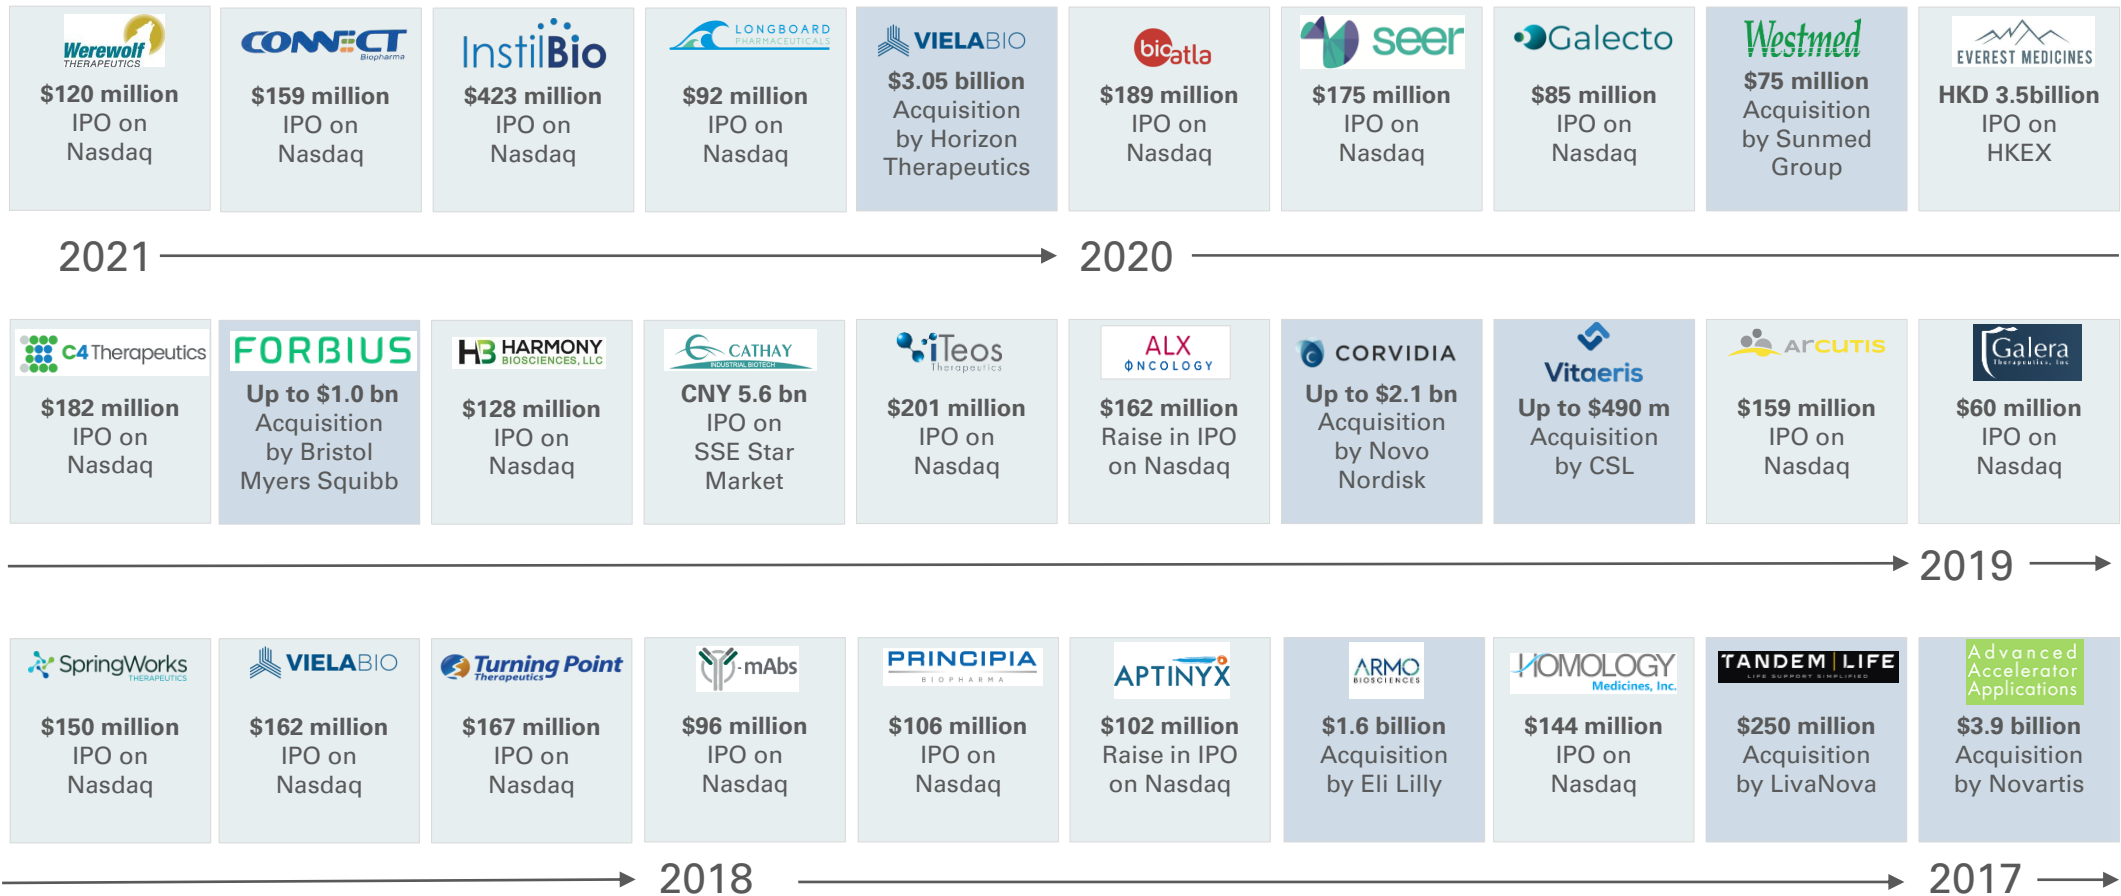 Werewolf
THERAPEUTICS
$120 million
IPO on
Nasdaq
CONNECT
Biopharma
$159 million
IPO on
Nasdaq
InstilBio
$423 million
IPO on
Nasdaq
LONGBOARD
PHARMACEUTICALS
$92 million
IPO on
Nasdaq
VIELABIO
$3.05 billion
Acquisition
by Horizon
Therapeutics
bioatla
$189 million
IPO on
Nasdaq
seer
$175 million
IPO on
Nasdaq
Galecto
$85 million
IPO on
Nasdaq
Westmed
$75 million
Acquisition
by Sunmed
Group
EVEREST MEDICINES
HKD 3.5billion
IPO on
HKEX
2021
2020
C4 Therapeutics
$182 million
IPO on
Nasdaq
FORBIUS
Up to $1.0 bn
Acquisition
by Bristol
Myers Squibb
HB HARMONY
BIOSCIENCES, LLC
$128 million
IPO on
Nasdaq
CATHAY
INDUSTRIAL BIOTECH
CNY 5.6 bn
IPO on
SSE Star
Market
iTeos
Therapeutics
$201 million
IPO on
Nasdaq
ALX
ONCOLOGY
$162 million
Raise in IPO
on Nasdaq
CORVIDIA
Up to $2.1 bn
Acquisition
by Novo
Nordisk
Vitaeris
Up to $490 m
Acquisition
by CSL
Arcutis
$159 million
IPO on
Nasdaq
Galera
Therapeutics, Inc
$60 million
IPO on
Nasdaq
2019
SpringWorks
THERAPEUTICS
$150 million
IPO on
Nasdaq
VIELABIO
$162 million
IPO on
Nasdaq
Turning Point
Therapeutics
$167 million
IPO on
Nasdaq
Y-mAbs
$96 million
IPO on
Nasdaq
PRINCIPIA
BIOPHARMA
$106 million
IPO on
Nasdaq
APTINYX
$102 million
Raise in IPO
on Nasdaq
ARMO
BIOSCIENCES
$1.6 billion
Acquisition
by Eli Lilly
HOMOLOGY
Medicines, Inc.
$144 million
IPO on
Nasdaq
TANDEM LIFE
LIFE SUPPORT SIMPLIFIED
$250 million
Acquisition
by LivaNova
Advanced
Accelerator
Applications
$3.9 billion
Acquisition
by Novartis
2018
2017